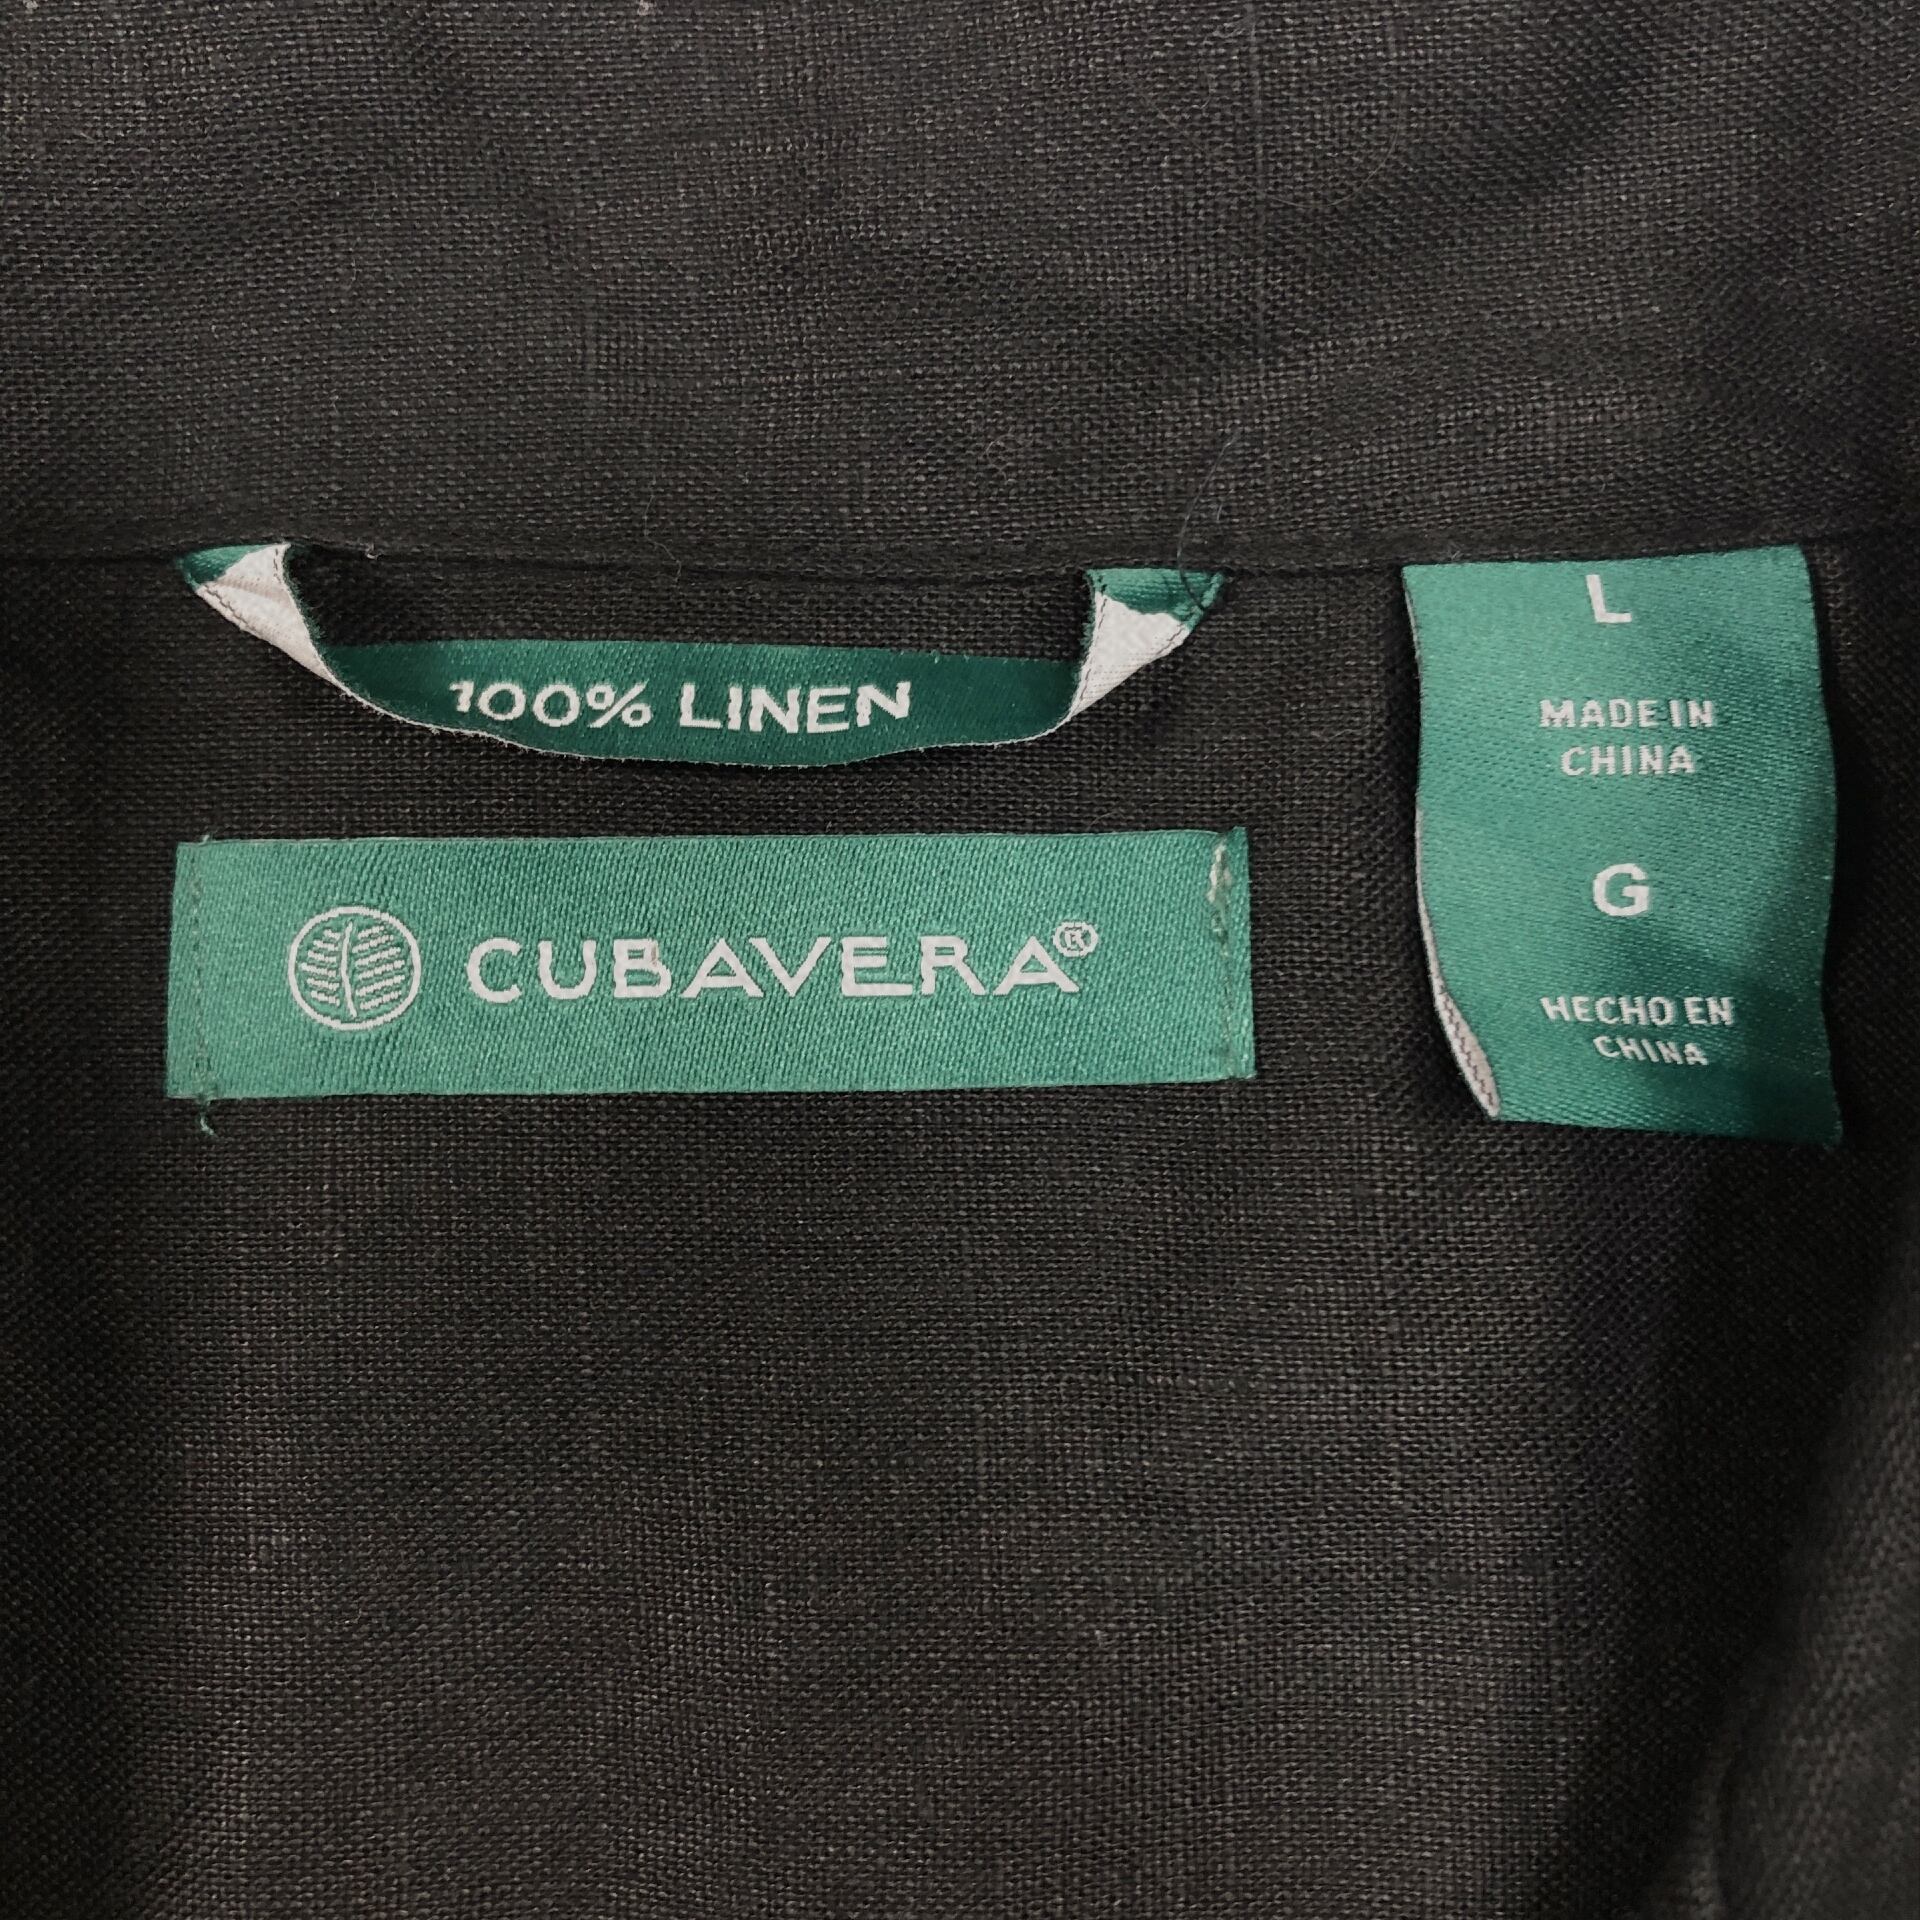 100% LINEN
CUBAVERA®
L
MADE IN
CHINA
G
HECHO EN
CHINA